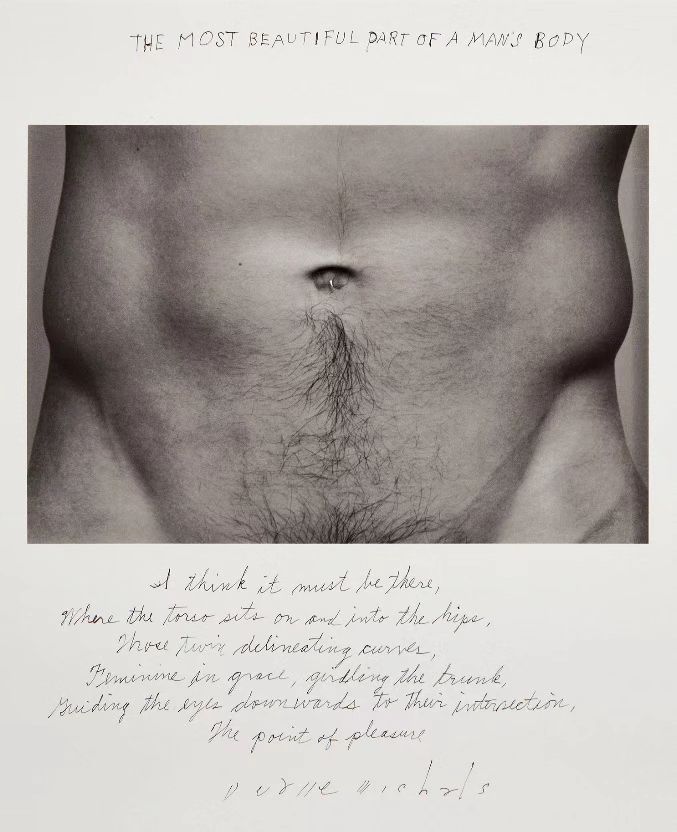 THE MOST BEAUTIFUL PART OF A MAN'S BODY
I think it must be there,
Where the torso sits on and into the hips,
Those twin delineating curves,
Feminine in grace, girdling the trunk,
Guiding the eyes downwards to their intersection,
The point of pleasure